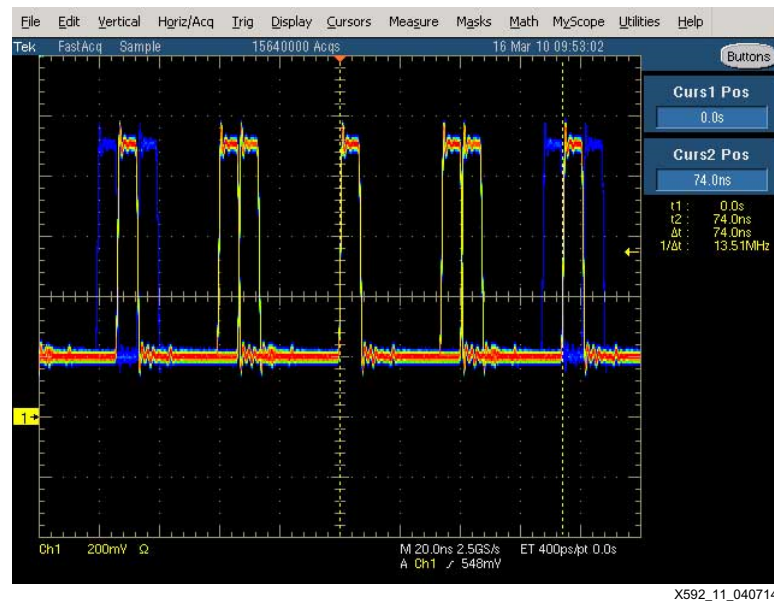 File Edit Vertical Horiz/Acq Trig Display Cursors Measure Masks Math MyScope Utilities Help
Tek FastAcq Sample 15640000 Acqs 16 Mar 10 09:53:02
Buttons
Curs1 Pos
0.0s
Curs2 Pos
74.0ns
t1: 0.0s
t2: 74.0ns
Δt: 74.0ns
1/Δt: 13.51MHz
1
Ch1 200mV Ω M 20.0ns 2.5GS/s ET 400ps/pt 0.0s
A Ch1 ∕ 548mV
X592_11_040714